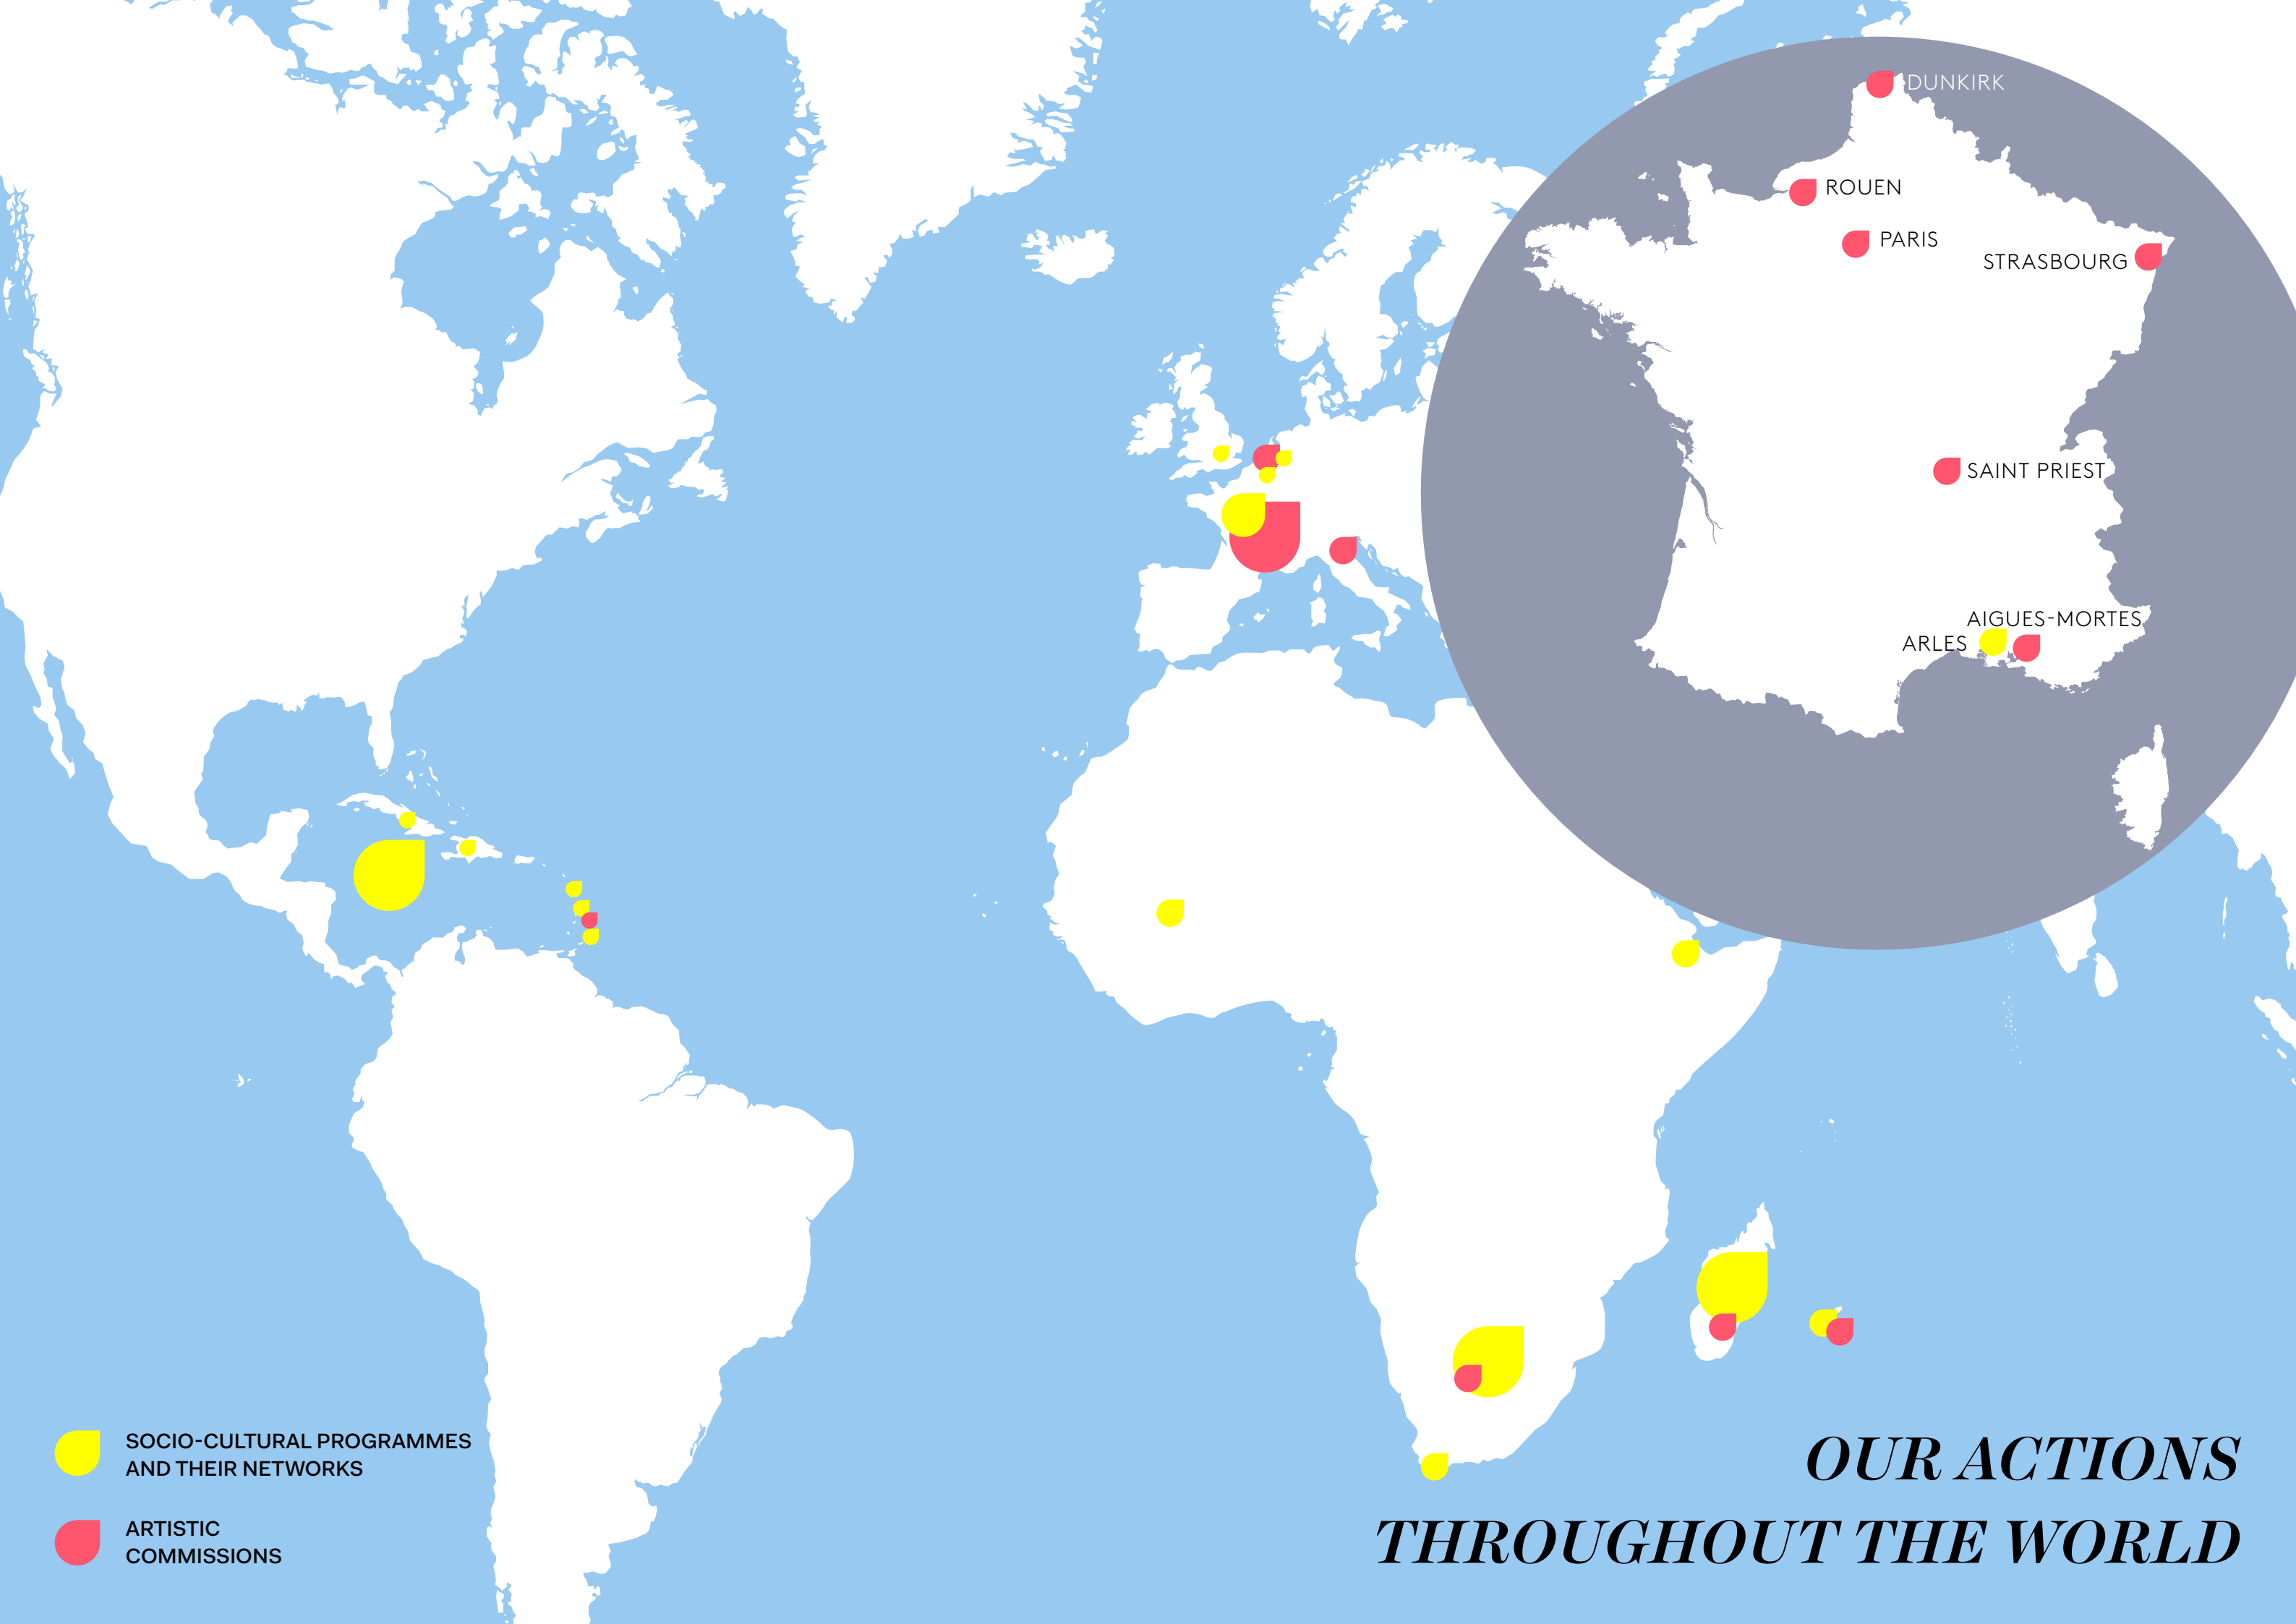 DUNKIRK
ROUEN
PARIS
STRASBOURG
SAINT PRIEST
AIGUES-MORTES
ARLES
SOCIO-CULTURAL PROGRAMMES
AND THEIR NETWORKS
ARTISTIC
COMMISSIONS
OUR ACTIONS
THROUGHOUT THE WORLD